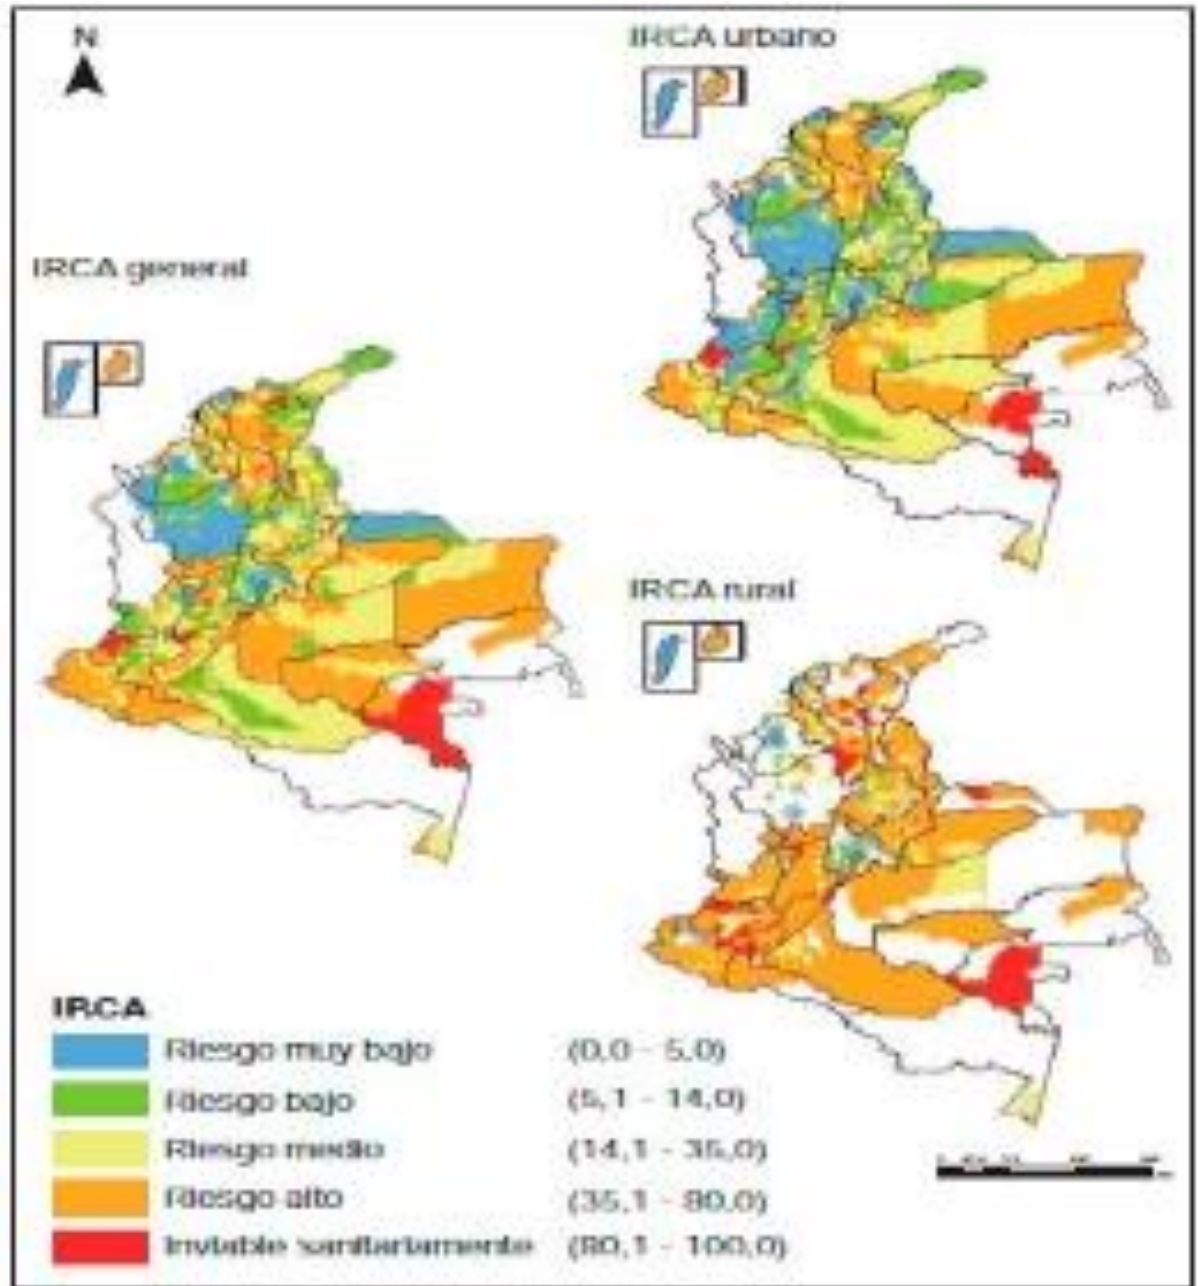 N
IRCA urbano
IRCA general
IRCA rural
IRCA
Riesgo muy bajo (0,0 - 5,0)
Riesgo bajo (5,1 - 14,0)
Riesgo medio (14,1 - 35,0)
Riesgo alto (35,1 - 80,0)
Inviable sanitariamente (80,1 - 100,0)